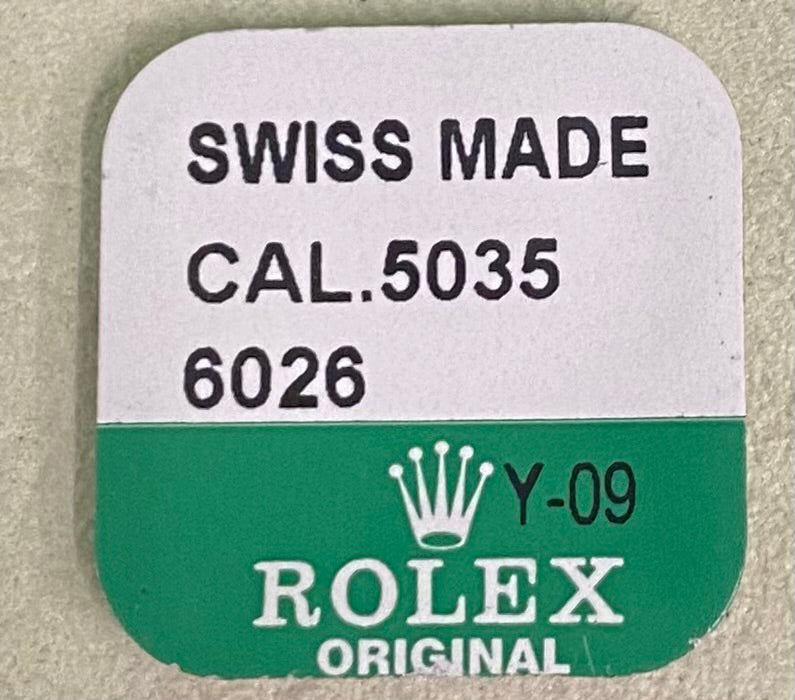 SWISS MADE
CAL.5035
6026
Y-09
ROLEX
ORIGINAL